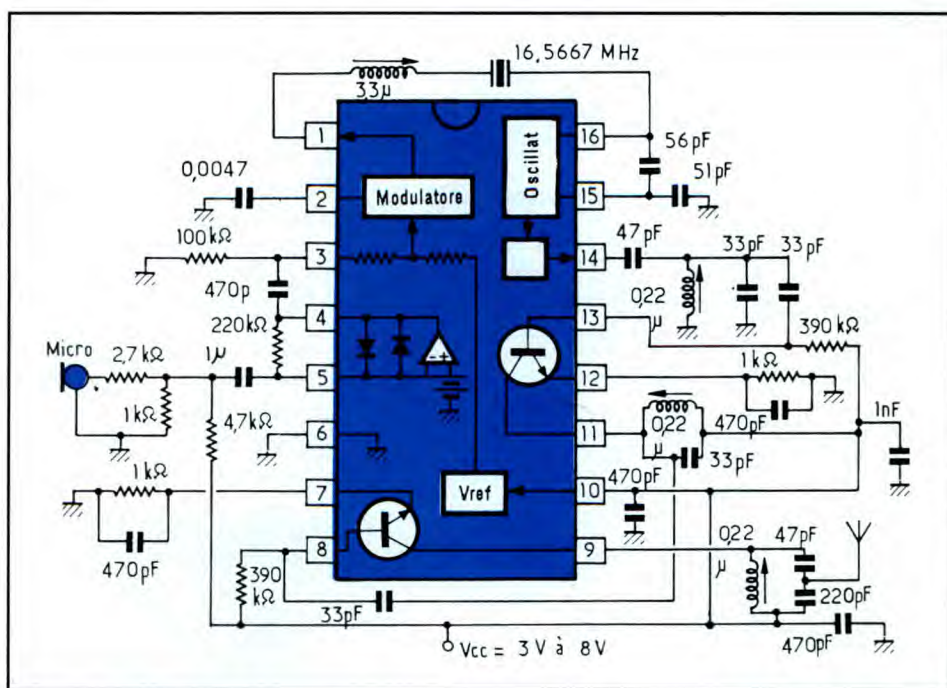 16,5667 MHz
3,3µ
1
16
56pF
0,0047
2
Modulatore
Oscillat
15
51pF
100kΩ
3
14
47pF
33pF
33pF
470p
0,22
µ
220kΩ
4
13
390kΩ
Micro
2,7kΩ
1µ
5
-+
12
1kΩ
1kΩ
4,7kΩ
6
11
0,22
µ
470pF
1nF
33pF
1kΩ
7
Vref
10
470pF
470pF
8
9
0,22
µ
47pF
390
kΩ
33pF
220pF
Vcc = 3V à 8V
470pF